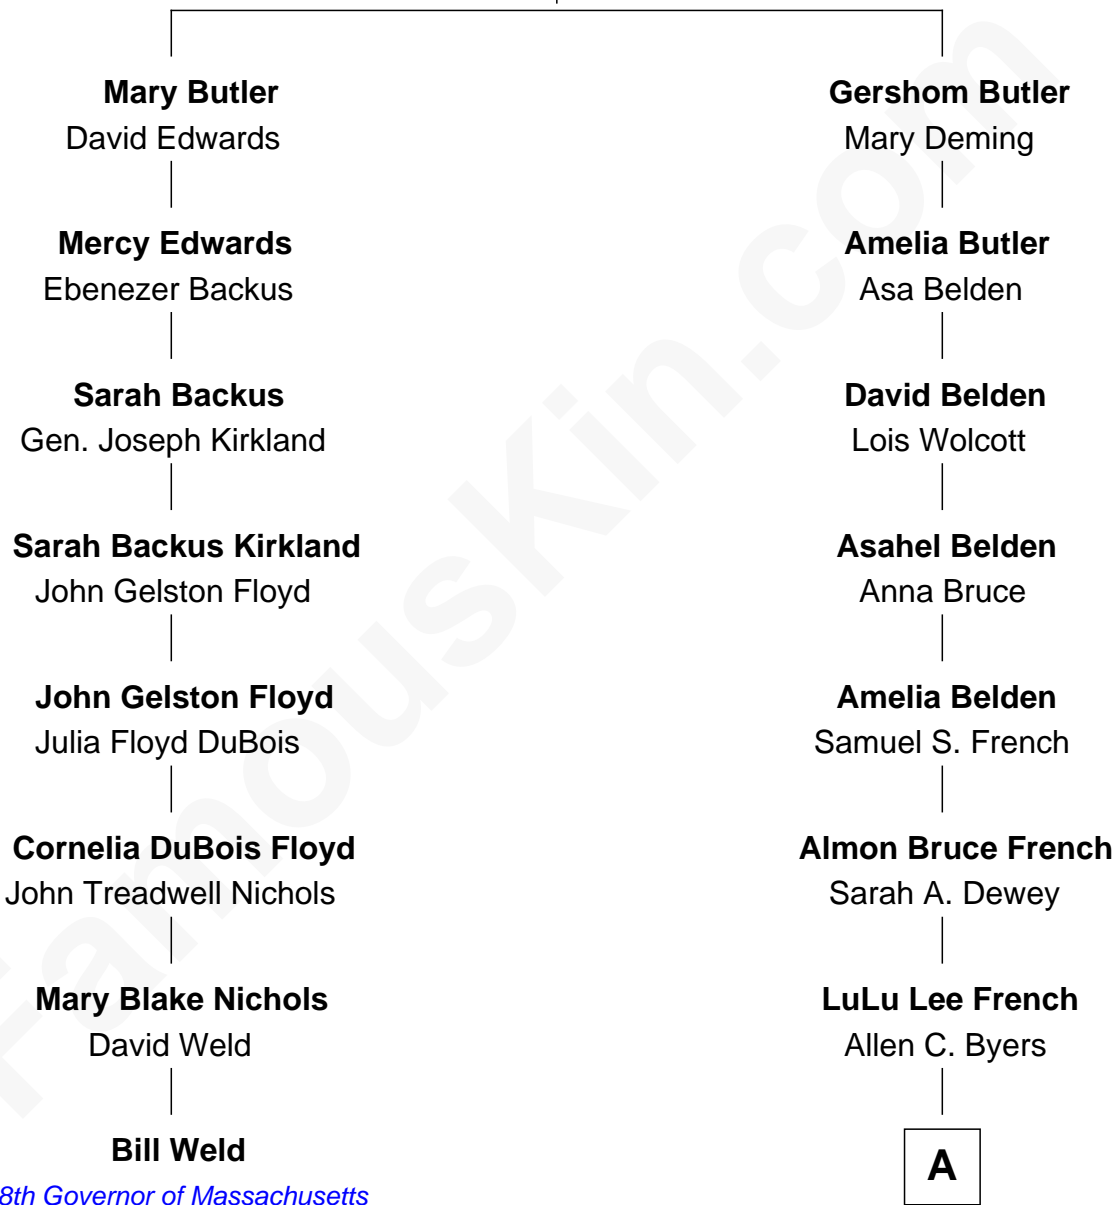 Mary Butler
David Edwards
Mercy Edwards
Ebenezer Backus
Sarah Backus
Gen. Joseph Kirkland
Sarah Backus Kirkland
John Gelston Floyd
John Gelston Floyd
Julia Floyd DuBois
Cornelia DuBois Floyd
John Treadwell Nichols
Mary Blake Nichols
David Weld
Bill Weld
8th Governor of Massachusetts
Gershom Butler
Mary Deming
Amelia Butler
Asa Belden
David Belden
Lois Wolcott
Asahel Belden
Anna Bruce
Amelia Belden
Samuel S. French
Almon Bruce French
Sarah A. Dewey
LuLu Lee French
Allen C. Byers
A
FamousKin.com